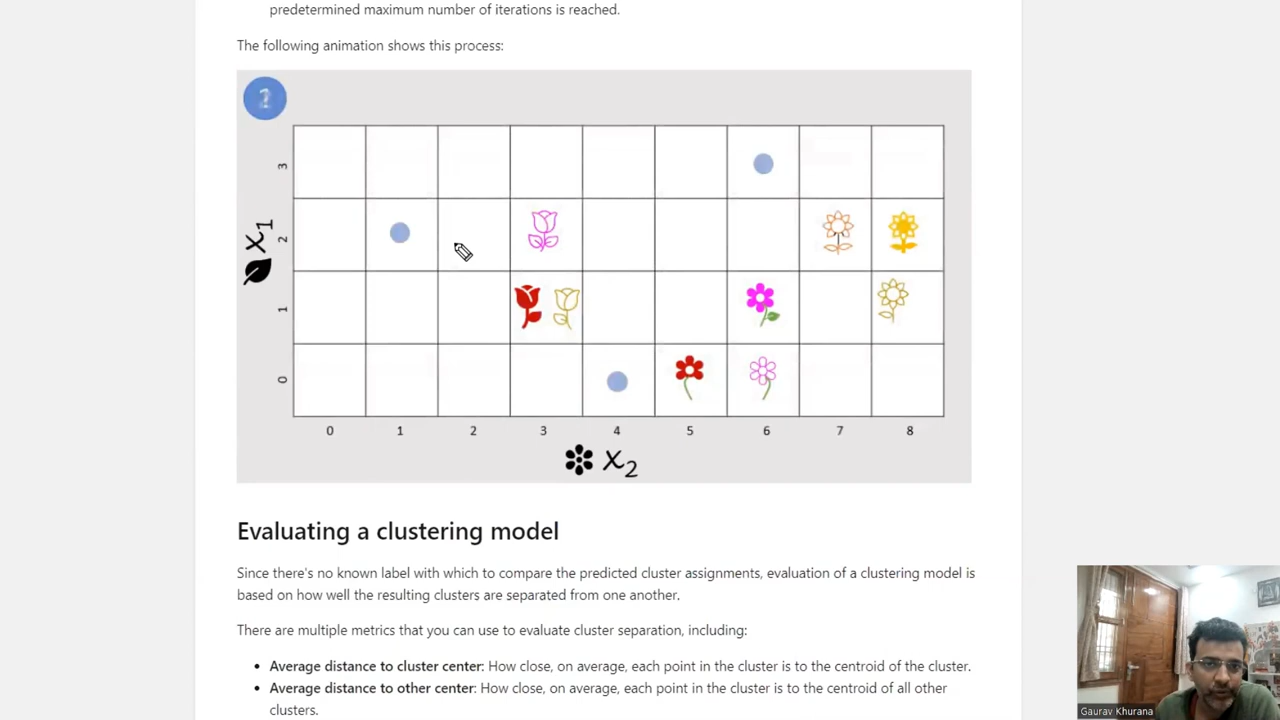 predetermined maximum number of iterations is reached.
The following animation shows this process:
2
3
2
1
0
x1
0 1 2 3 4 5 6 7 8
x2
Evaluating a clustering model
Since there's no known label with which to compare the predicted cluster assignments, evaluation of a clustering model is
based on how well the resulting clusters are separated from one another.
There are multiple metrics that you can use to evaluate cluster separation, including:
• Average distance to cluster center: How close, on average, each point in the cluster is to the centroid of the cluster.
• Average distance to other center: How close, on average, each point in the cluster is to the centroid of all other
clusters.
Gaurav Khurana